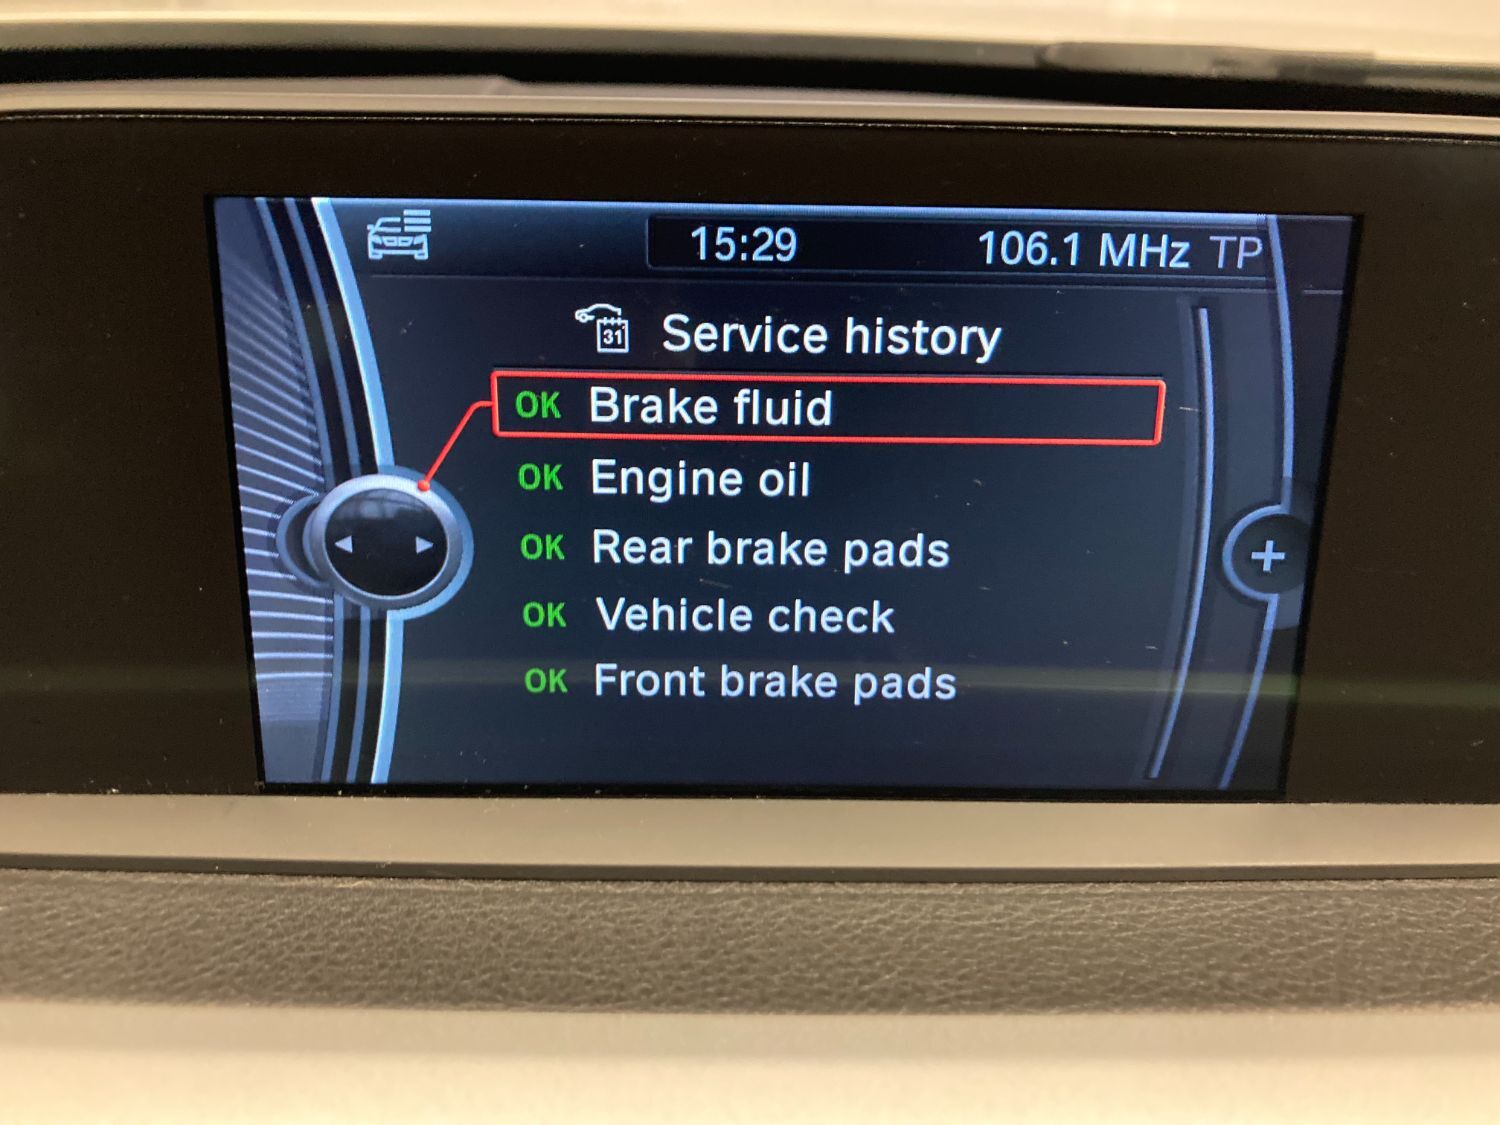 15:29 106.1 MHz TP
31 Service history
OK Brake fluid
OK Engine oil
OK Rear brake pads
OK Vehicle check
OK Front brake pads